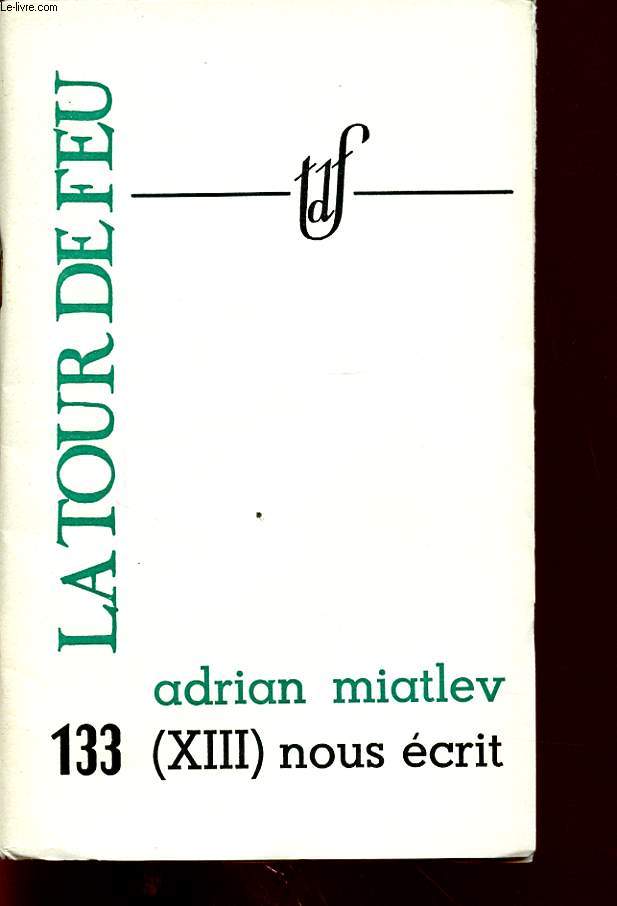 Le-livre.com
LA TOUR DE FEU
tdf
adrian miatlev
133 (XIII) nous écrit